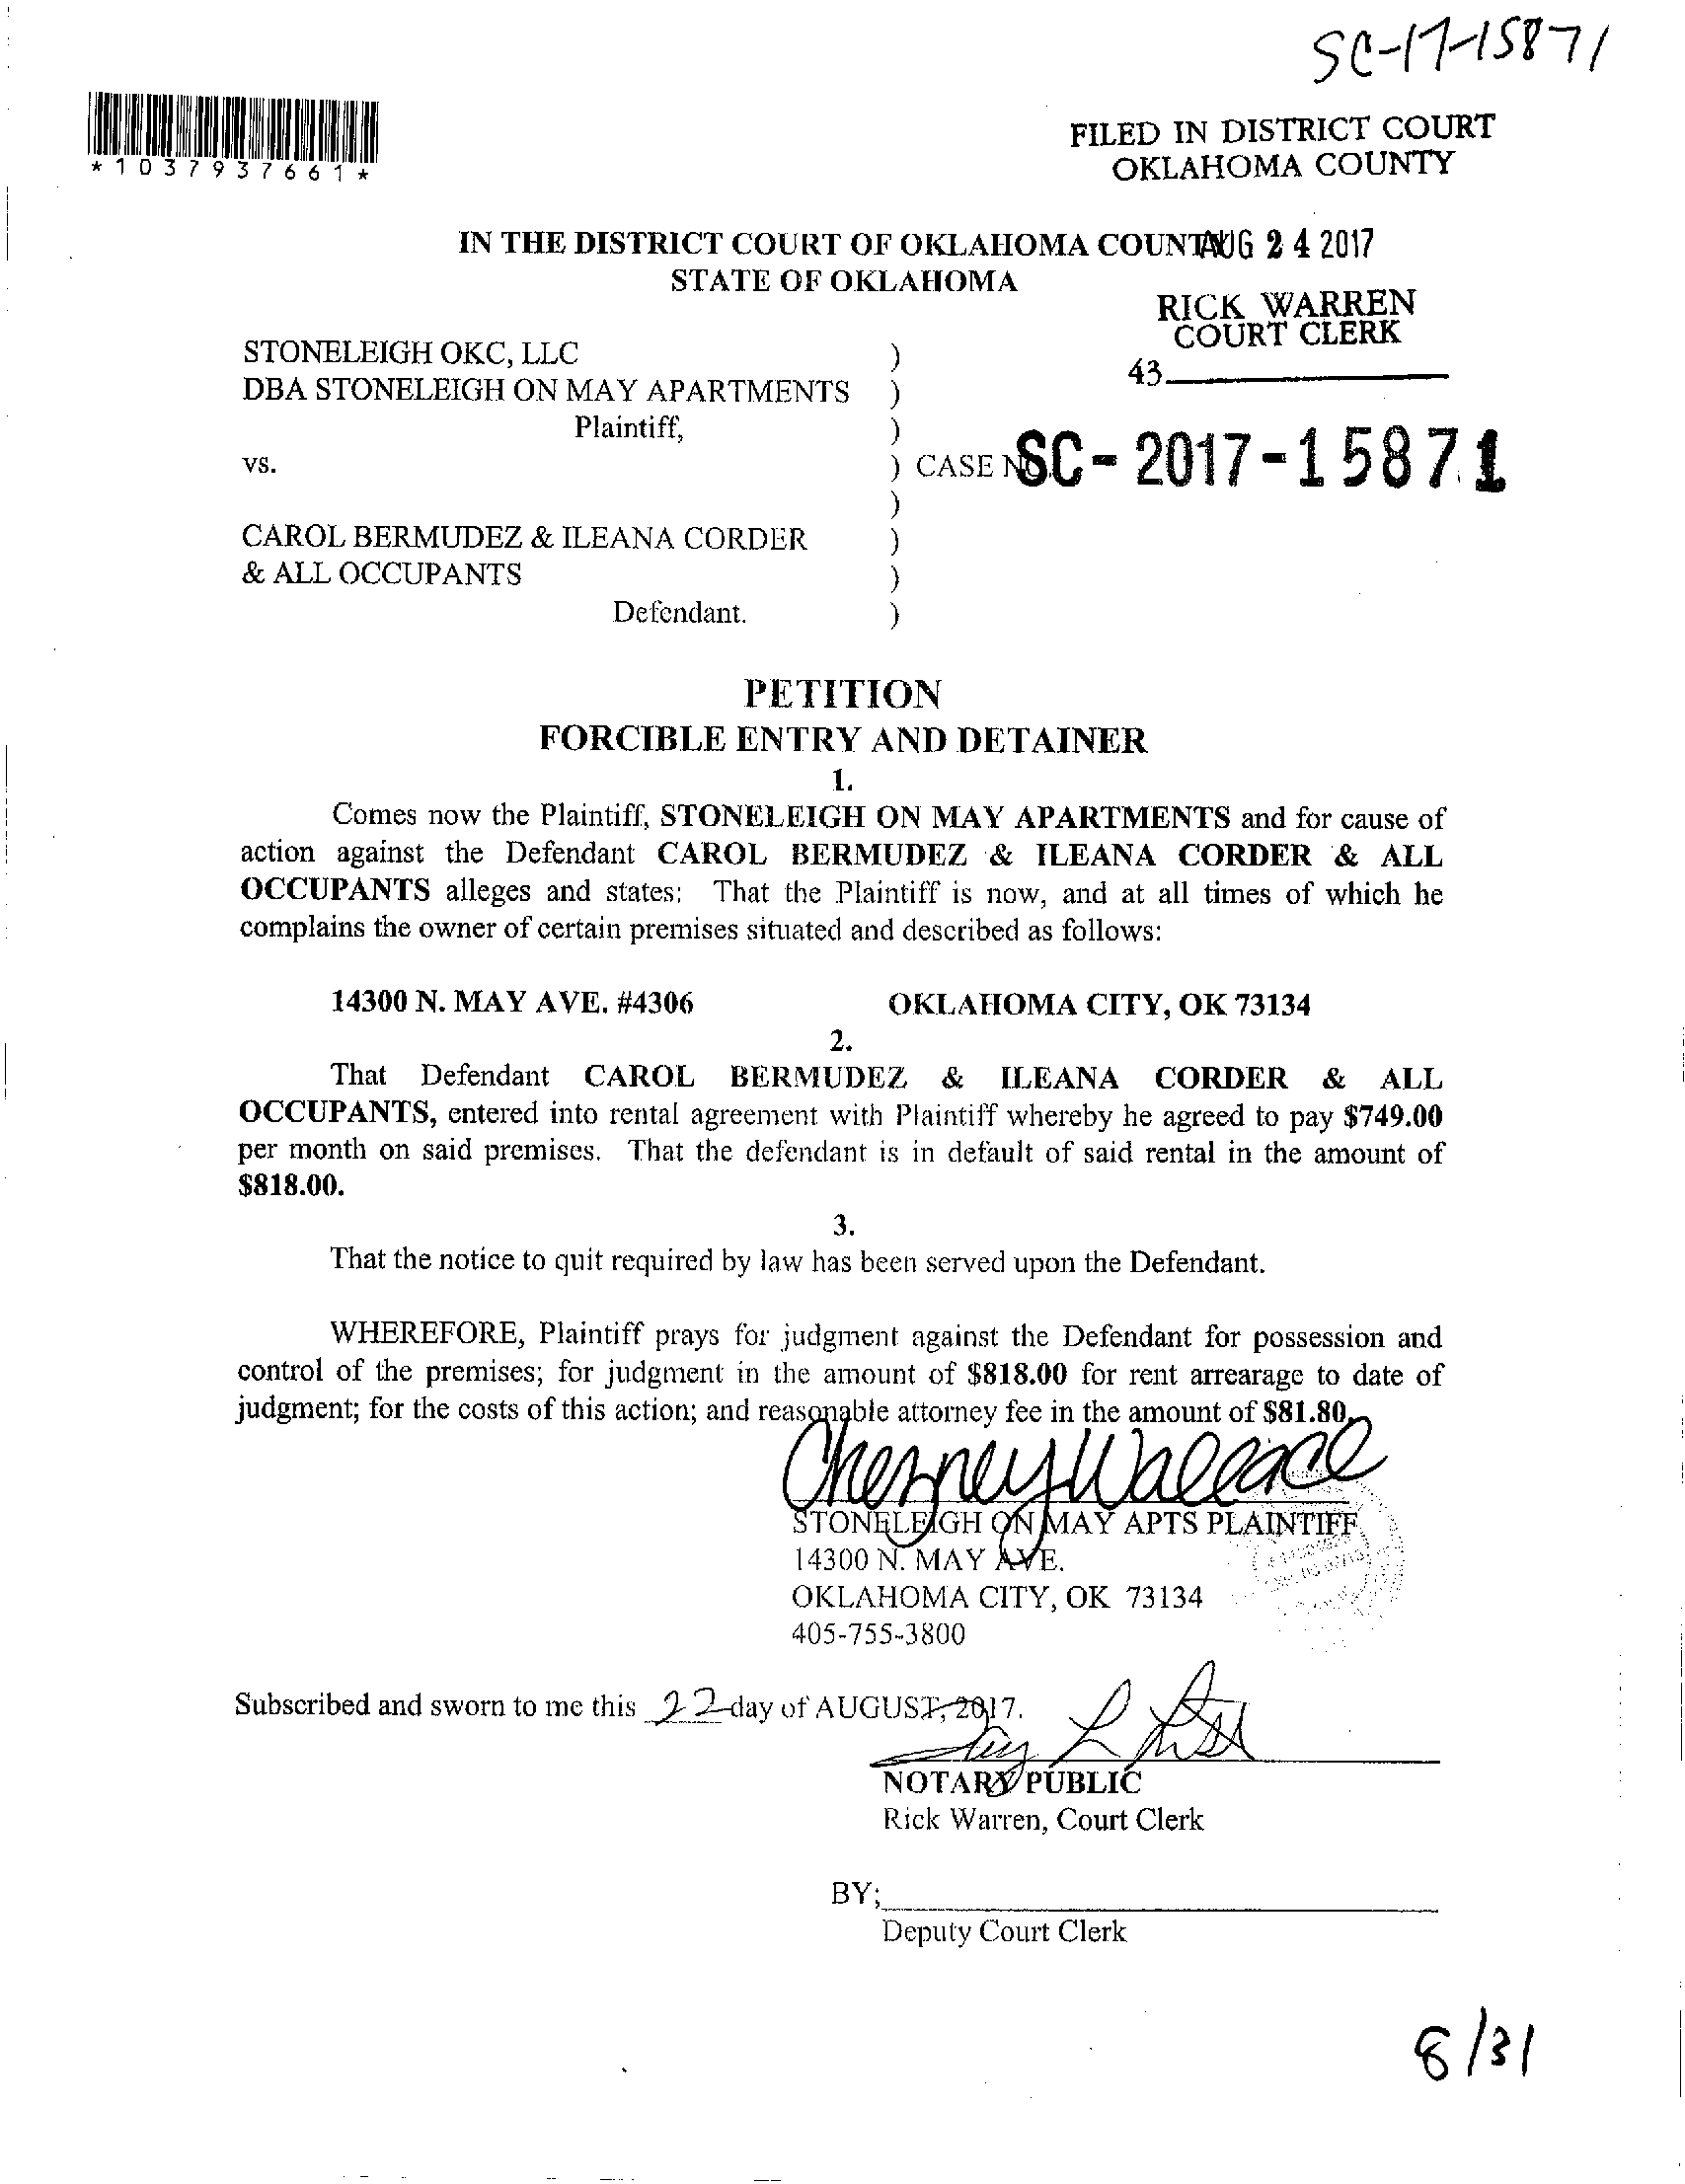 SC-17-15871
*1037937661*
FILED IN DISTRICT COURT
OKLAHOMA COUNTY
IN THE DISTRICT COURT OF OKLAHOMA COUNT AUG 24 2017
STATE OF OKLAHOMA
RICK WARREN
COURT CLERK
43
STONELEIGH OKC, LLC )
DBA STONELEIGH ON MAY APARTMENTS )
Plaintiff, )
vs. ) CASE NO. SC-2017-15871
)
CAROL BERMUDEZ & ILEANA CORDER )
& ALL OCCUPANTS )
Defendant. )
PETITION
FORCIBLE ENTRY AND DETAINER
1.
Comes now the Plaintiff, STONELEIGH ON MAY APARTMENTS and for cause of
action against the Defendant CAROL BERMUDEZ & ILEANA CORDER & ALL
OCCUPANTS alleges and states: That the Plaintiff is now, and at all times of which he
complains the owner of certain premises situated and described as follows:
14300 N. MAY AVE. #4306 OKLAHOMA CITY, OK 73134
2.
That Defendant CAROL BERMUDEZ & ILEANA CORDER & ALL
OCCUPANTS, entered into rental agreement with Plaintiff whereby he agreed to pay $749.00
per month on said premises. That the defendant is in default of said rental in the amount of
$818.00.
3.
That the notice to quit required by law has been served upon the Defendant.
WHEREFORE, Plaintiff prays for judgment against the Defendant for possession and
control of the premises; for judgment in the amount of $818.00 for rent arrearage to date of
judgment; for the costs of this action; and reasonable attorney fee in the amount of $81.80.
Wallace
STONELEIGH ON MAY APTS PLAINTIFF
14300 N. MAY AVE.
OKLAHOMA CITY, OK 73134
405-755-3800
Subscribed and sworn to me this 22 day of AUGUST, 2017.
NOTARY PUBLIC
Rick Warren, Court Clerk
BY;
Deputy Court Clerk
8/31